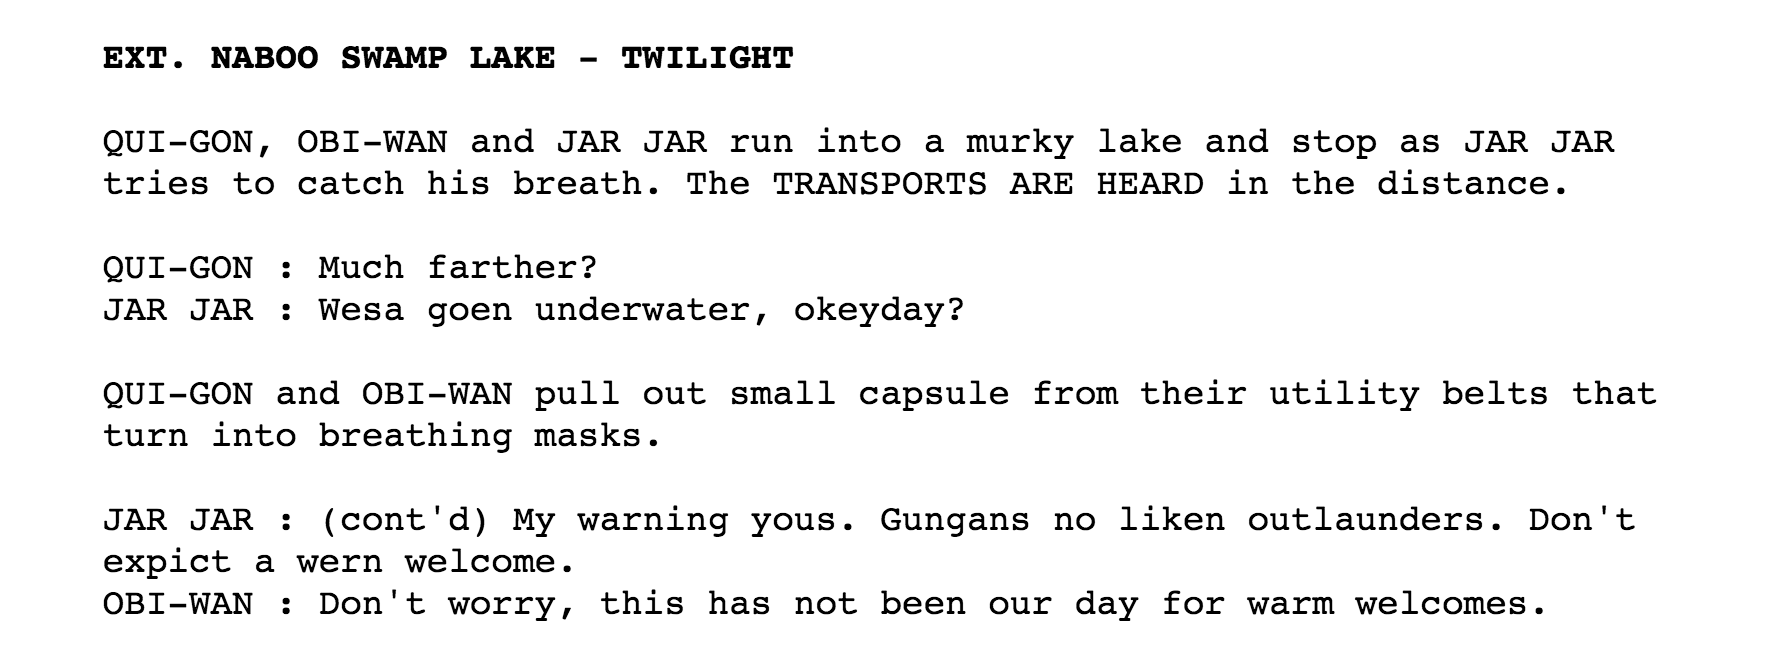 EXT. NABOO SWAMP LAKE – TWILIGHT
QUI-GON, OBI-WAN and JAR JAR run into a murky lake and stop as JAR JAR
tries to catch his breath. The TRANSPORTS ARE HEARD in the distance.
QUI-GON : Much farther?
JAR JAR : Wesa goen underwater, okeyday?
QUI-GON and OBI-WAN pull out small capsule from their utility belts that
turn into breathing masks.
JAR JAR : (cont'd) My warning yous. Gungans no liken outlaunders. Don't
expict a wern welcome.
OBI-WAN : Don't worry, this has not been our day for warm welcomes.